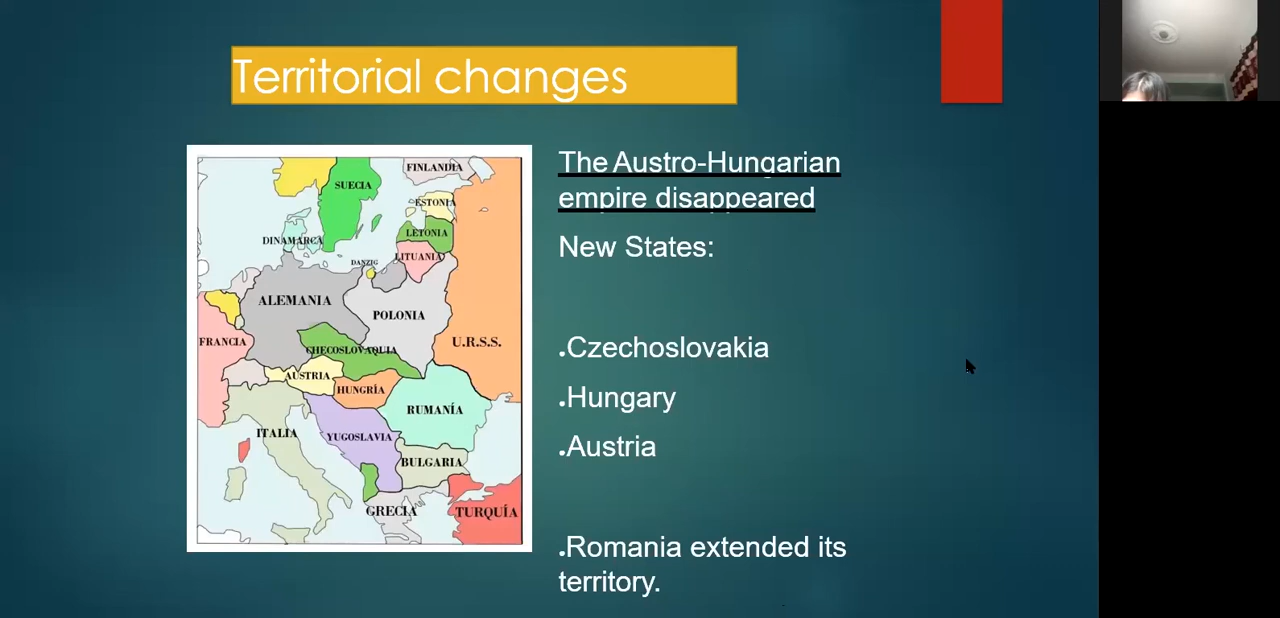 Territorial changes
The Austro-Hungarian
empire disappeared
New States:
.Czechoslovakia
.Hungary
.Austria
.Romania extended its
territory.
FINLANDIA
SUECIA
ESTONIA
LETONIA
DINAMARCA
LITUANIA
DANZIG
ALEMANIA
POLONIA
FRANCIA
U.R.S.S.
CHECOSLOVAQUIA
AUSTRIA
HUNGRÍA
RUMANÍA
ITALIA
YUGOSLAVIA
BULGARIA
GRECIA
TURQUÍA